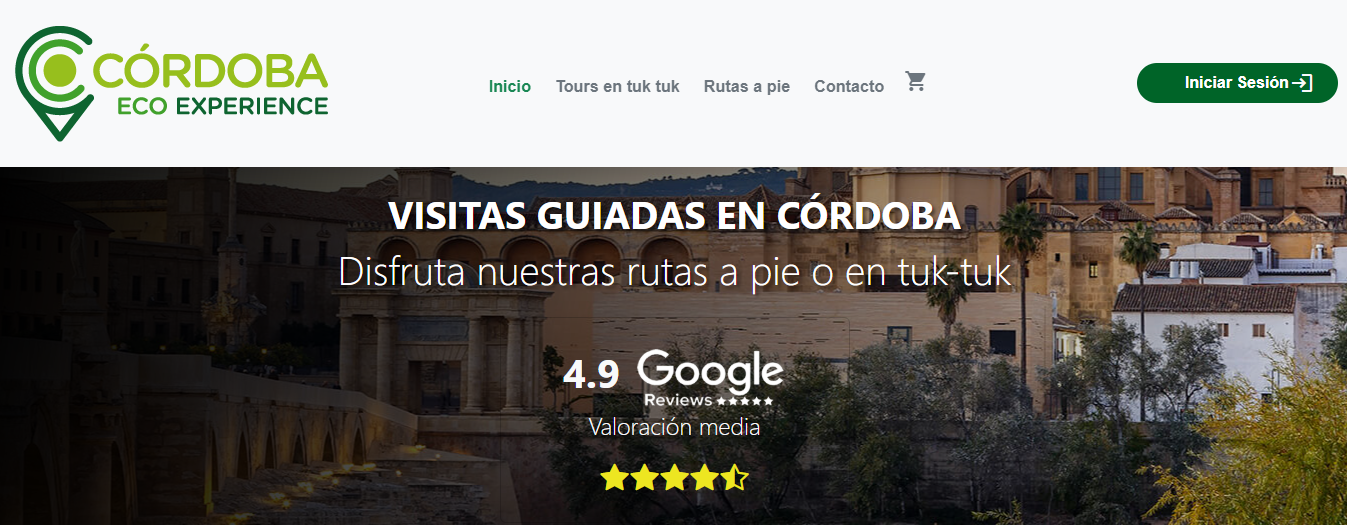 CÓRDOBA
ECO EXPERIENCE
Inicio Tours en tuk tuk Rutas a pie Contacto
Iniciar Sesión
VISITAS GUIADAS EN CÓRDOBA
Disfruta nuestras rutas a pie o en tuk-tuk
4.9 Google
Reviews
Valoración media